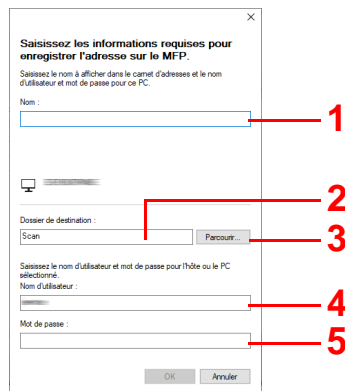 Saisissez les informations requises pour
enregistrer l'adresse sur le MFP.
Saisissez le nom à afficher dans le carnet d'adresses et le nom
d'utilisateur et mot de passe pour ce PC.
Nom :
1
2
Dossier de destination :
Scan
Parcourir...
3
Saisissez le nom d'utilisateur et mot de passe pour l'hôte ou le PC
sélectionné.
Nom d'utilisateur :
4
Mot de passe :
5
OK
Annuler